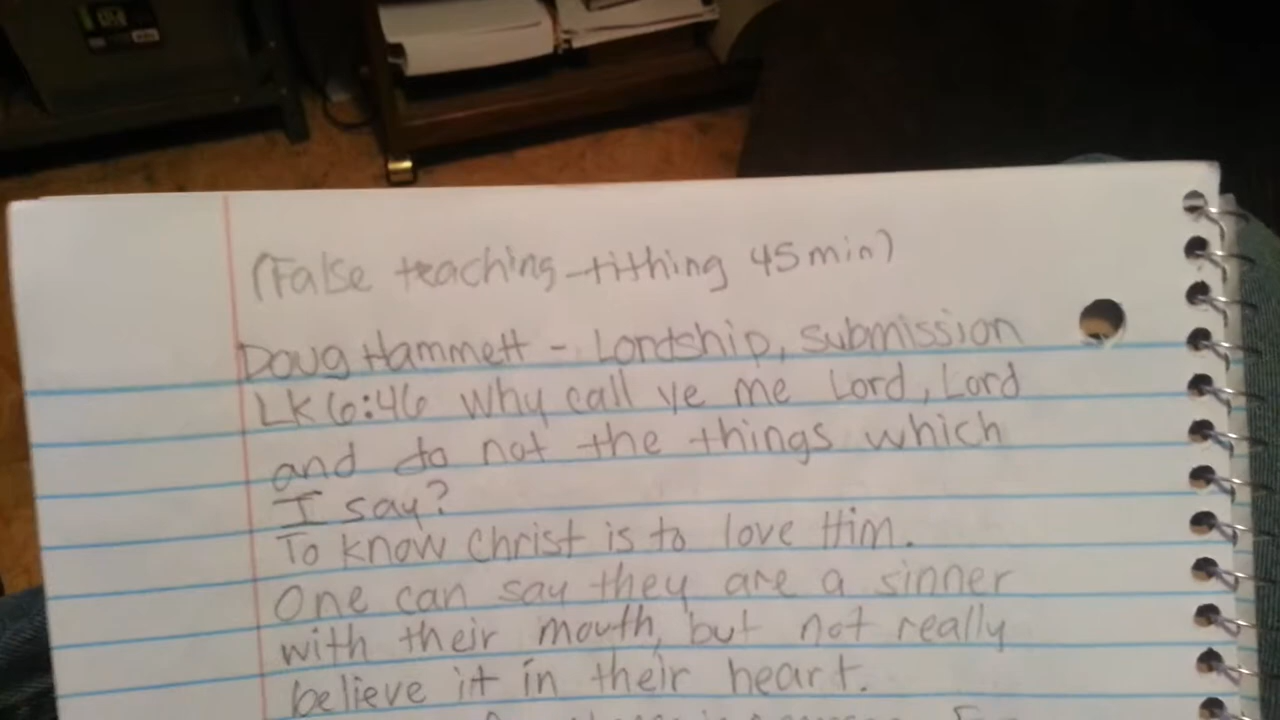 (False teaching-tithing 45min)
Doug Hammett - Lordship, submission
LK 6:46 Why call ye me Lord, Lord
and do not the things which
I say?
To know Christ is to love Him.
One can say they are a sinner
with their mouth, but not really
believe it in their heart.